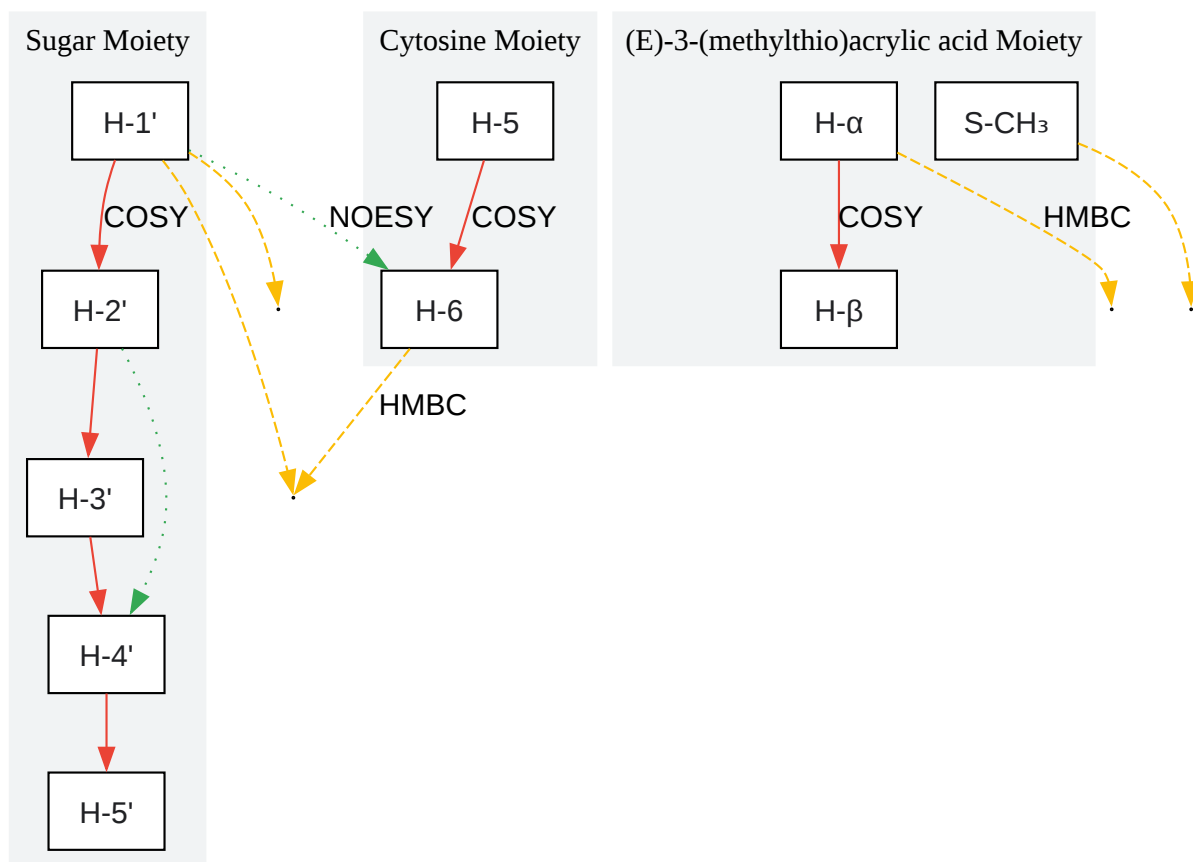 Sugar Moiety
Cytosine Moiety
(E)-3-(methylthio)acrylic acid Moiety
H-1'
H-5
H-α
S-CH₃
COSY
NOESY
COSY
COSY
HMBC
H-2'
H-6
H-β
HMBC
H-3'
H-4'
H-5'